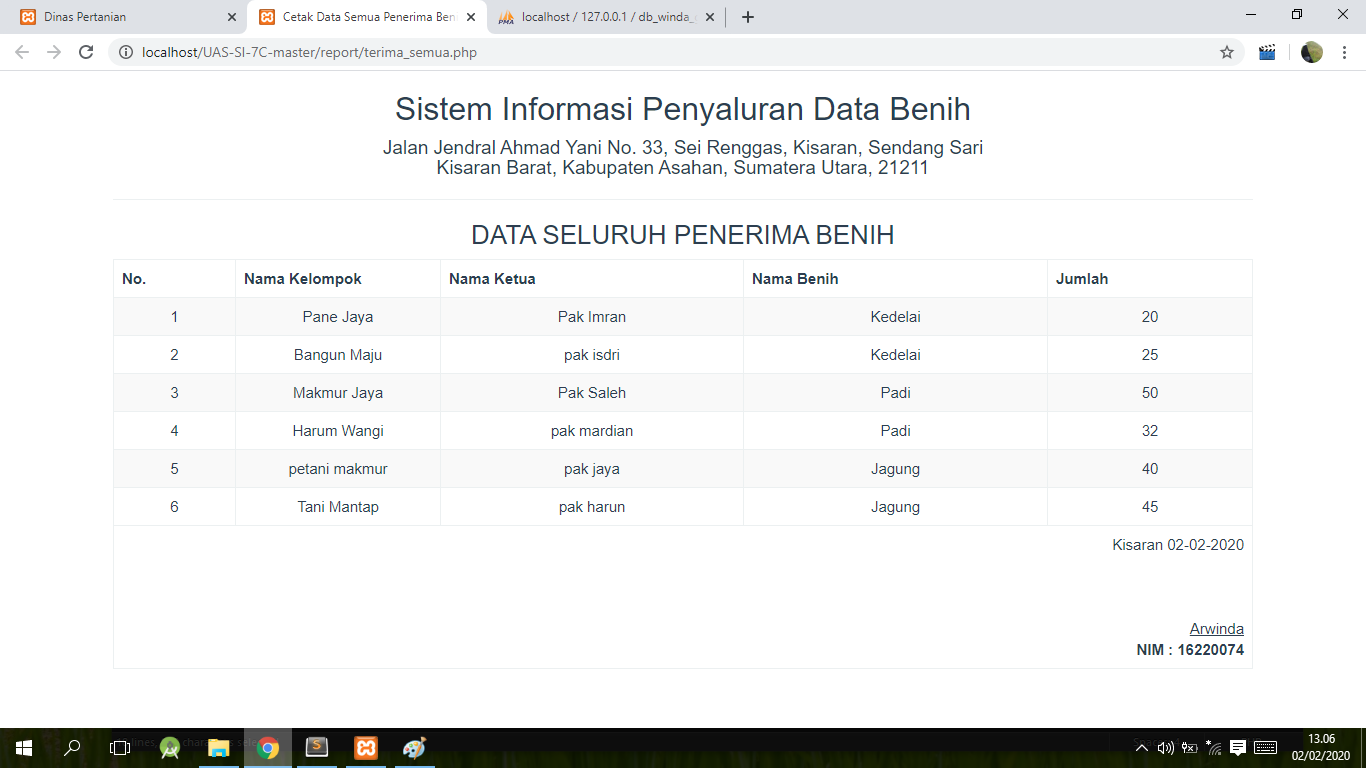 Dinas Pertanian
Cetak Data Semua Penerima Ben
localhost / 127.0.0.1 / db_winda_
localhost/UAS-SI-7C-master/report/terima_semua.php
Sistem Informasi Penyaluran Data Benih
Jalan Jendral Ahmad Yani No. 33, Sei Renggas, Kisaran, Sendang Sari
Kisaran Barat, Kabupaten Asahan, Sumatera Utara, 21211
DATA SELURUH PENERIMA BENIH
No. Nama Kelompok Nama Ketua Nama Benih Jumlah
1 Pane Jaya Pak Imran Kedelai 20
2 Bangun Maju pak isdri Kedelai 25
3 Makmur Jaya Pak Saleh Padi 50
4 Harum Wangi pak mardian Padi 32
5 petani makmur pak jaya Jagung 40
6 Tani Mantap pak harun Jagung 45
Kisaran 02-02-2020
Arwinda
NIM : 16220074
13.06
02/02/2020